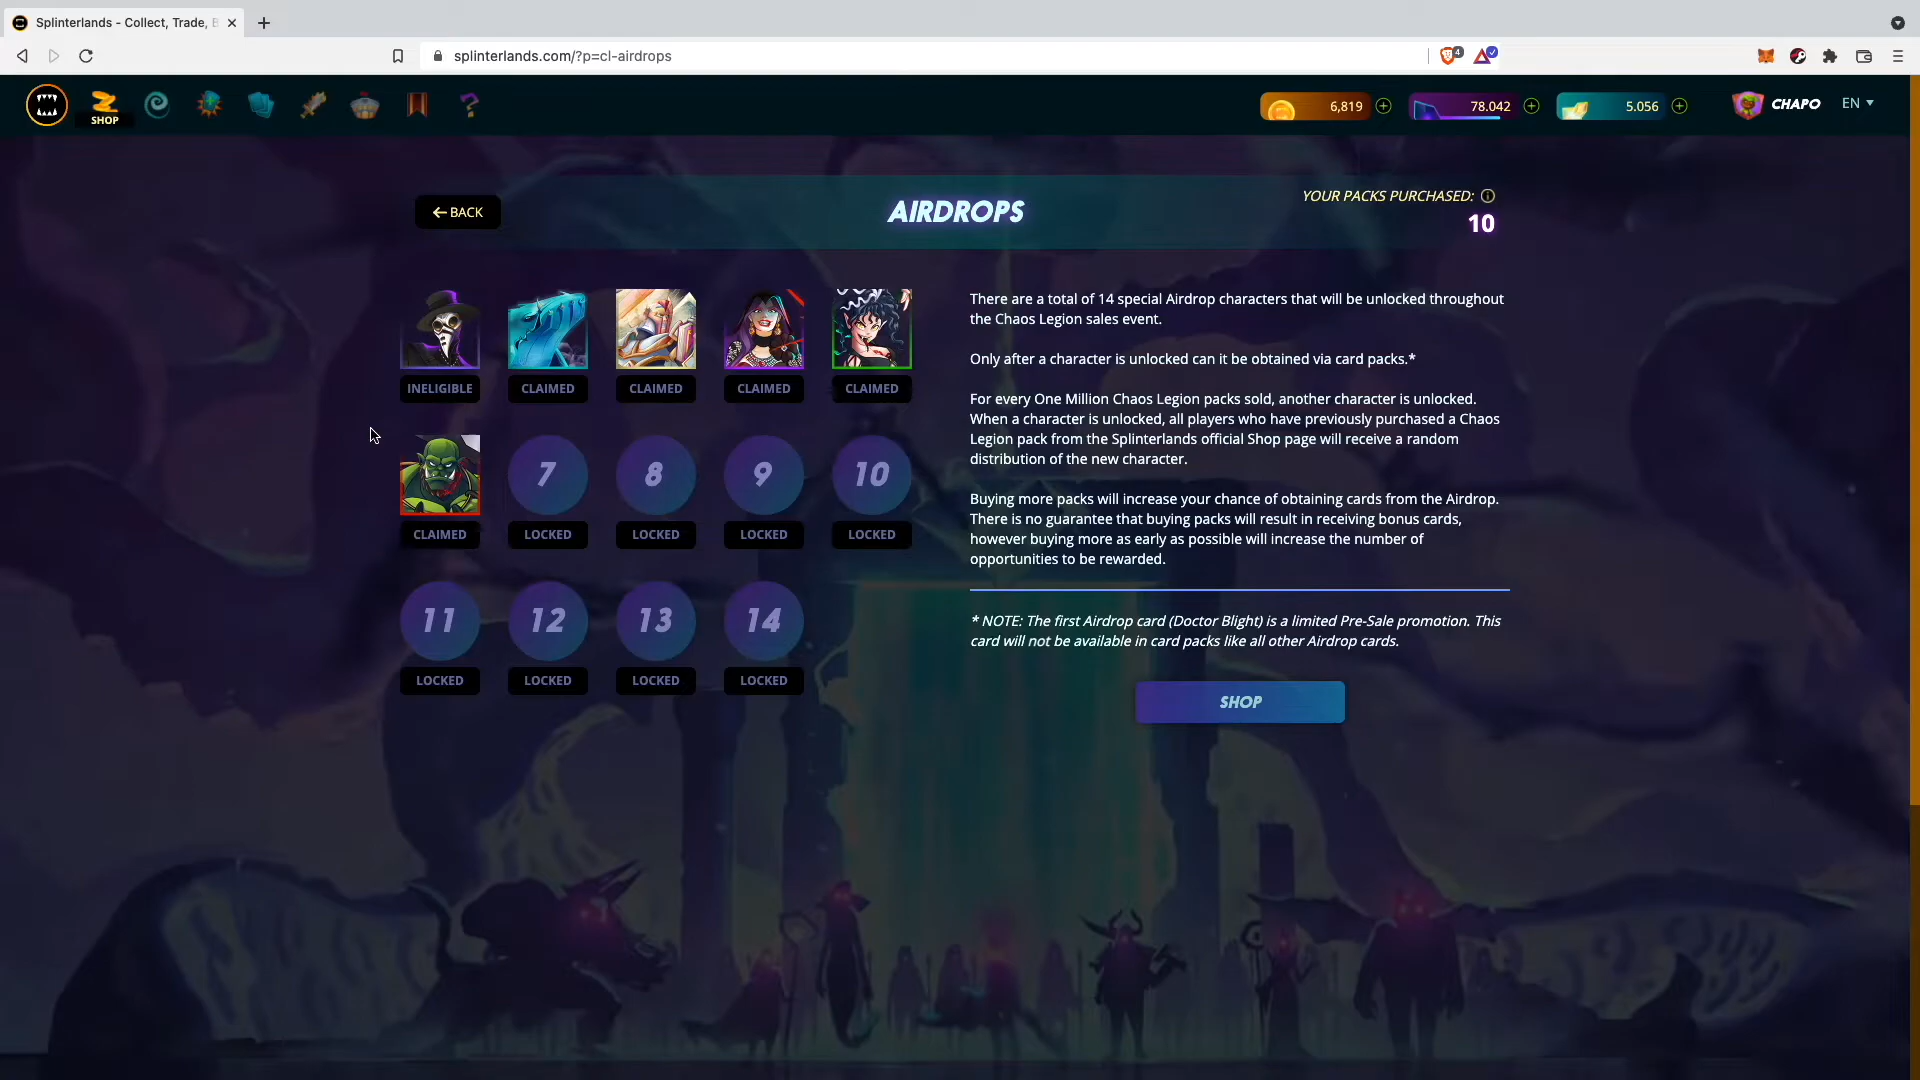 Splinterlands - Collect, Trade, B
splinterlands.com/?p=cl-airdrops
4
SHOP
6,819
78.042
5.056
CHAPO
EN
BACK
AIRDROPS
YOUR PACKS PURCHASED:
10
INELIGIBLE
CLAIMED
CLAIMED
CLAIMED
CLAIMED
7
8
9
10
CLAIMED
LOCKED
LOCKED
LOCKED
LOCKED
11
12
13
14
LOCKED
LOCKED
LOCKED
LOCKED
There are a total of 14 special Airdrop characters that will be unlocked throughout
the Chaos Legion sales event.
Only after a character is unlocked can it be obtained via card packs.*
For every One Million Chaos Legion packs sold, another character is unlocked.
When a character is unlocked, all players who have previously purchased a Chaos
Legion pack from the Splinterlands official Shop page will receive a random
distribution of the new character.
Buying more packs will increase your chance of obtaining cards from the Airdrop.
There is no guarantee that buying packs will result in receiving bonus cards,
however buying more as early as possible will increase the number of
opportunities to be rewarded.
* NOTE: The first Airdrop card (Doctor Blight) is a limited Pre-Sale promotion. This
card will not be available in card packs like all other Airdrop cards.
SHOP